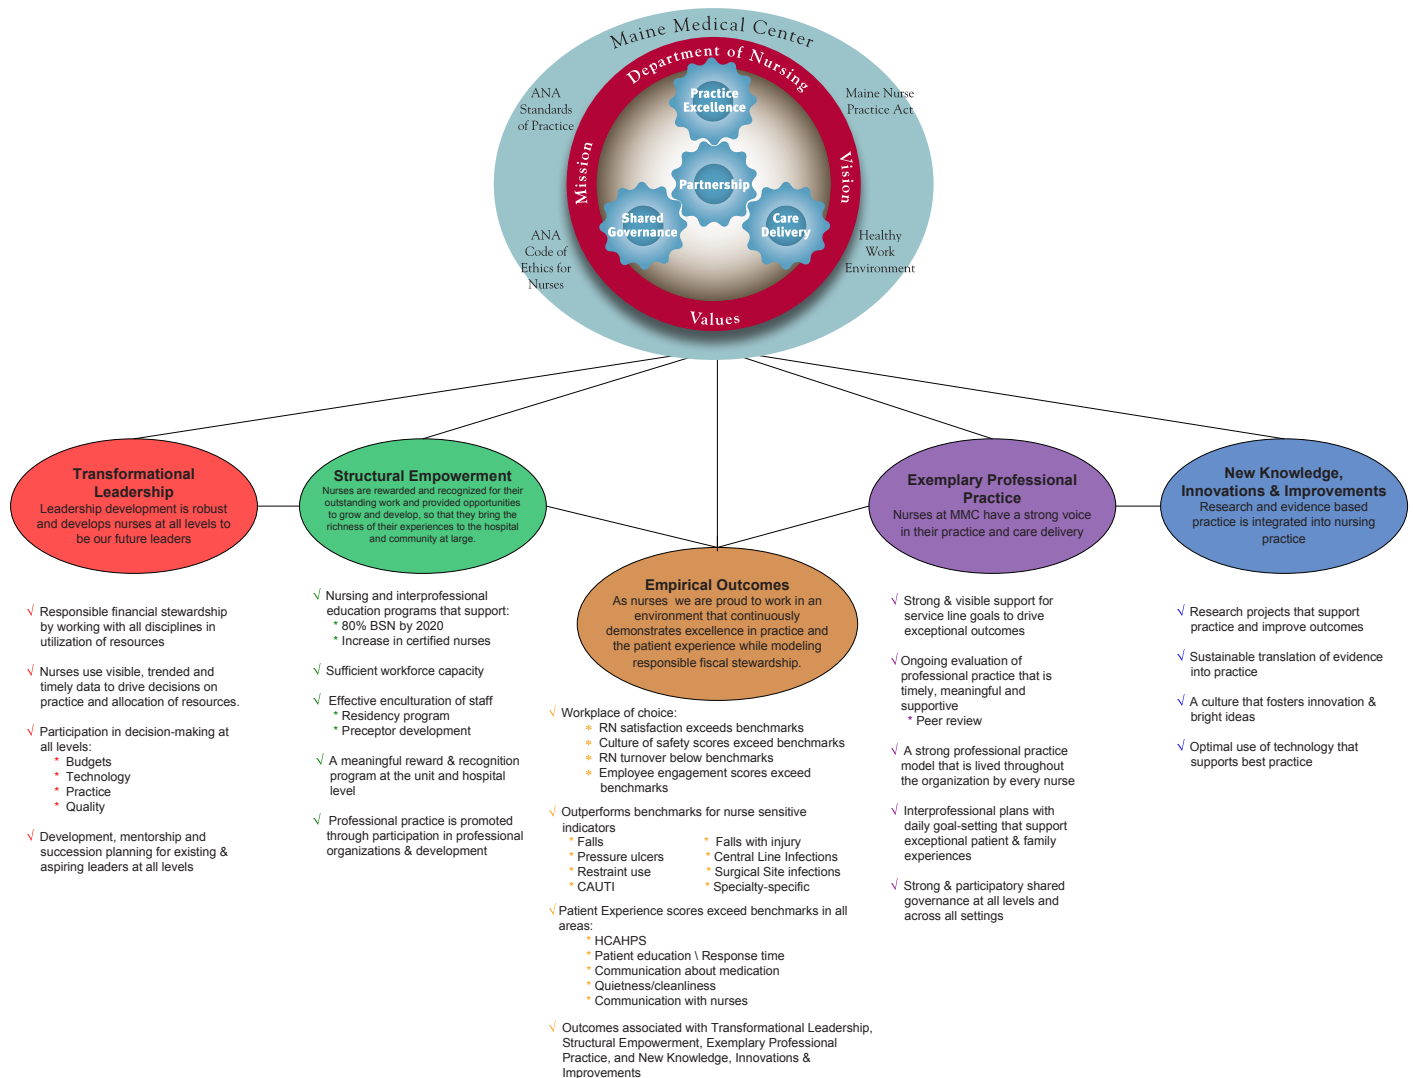 Maine Medical Center
Department of Nursing
ANA
Standards
of Practice
Maine Nurse
Practice Act
Practice
Excellence
Mission
Vision
Partnership
Shared
Governance
Care
Delivery
ANA
Code of
Ethics for
Nurses
Healthy
Work
Environment
Values
Transformational
Leadership
Leadership development is robust
and develops nurses at all levels to
be our future leaders
√ Responsible financial stewardship
by working with all disciplines in
utilization of resources
√ Nurses use visible, trended and
timely data to drive decisions on
practice and allocation of resources.
√ Participation in decision-making at
all levels:
* Budgets
* Technology
* Practice
* Quality
√ Development, mentorship and
succession planning for existing &
aspiring leaders at all levels
Structural Empowerment
Nurses are rewarded and recognized for their
outstanding work and provided opportunities
to grow and develop, so that they bring the
richness of their experiences to the hospital
and community at large.
√ Nursing and interprofessional
education programs that support:
* 80% BSN by 2020
* Increase in certified nurses
√ Sufficient workforce capacity
√ Effective enculturation of staff
* Residency program
* Preceptor development
√ A meaningful reward & recognition
program at the unit and hospital
level
√ Professional practice is promoted
through participation in professional
organizations & development
Empirical Outcomes
As nurses we are proud to work in an
environment that continuously
demonstrates excellence in practice and
the patient experience while modeling
responsible fiscal stewardship.
√ Workplace of choice:
* RN satisfaction exceeds benchmarks
* Culture of safety scores exceed benchmarks
* RN turnover below benchmarks
* Employee engagement scores exceed
benchmarks
√ Outperforms benchmarks for nurse sensitive
indicators
* Falls * Falls with injury
* Pressure ulcers * Central Line Infections
* Restraint use * Surgical Site infections
* CAUTI * Specialty-specific
√ Patient Experience scores exceed benchmarks in all
areas:
* HCAHPS
* Patient education \ Response time
* Communication about medication
* Quietness/cleanliness
* Communication with nurses
√ Outcomes associated with Transformational Leadership,
Structural Empowerment, Exemplary Professional
Practice, and New Knowledge, Innovations &
Improvements
Exemplary Professional
Practice
Nurses at MMC have a strong voice
in their practice and care delivery
√ Strong & visible support for
service line goals to drive
exceptional outcomes
√ Ongoing evaluation of
professional practice that is
timely, meaningful and
supportive
* Peer review
√ A strong professional practice
model that is lived throughout
the organization by every nurse
√ Interprofessional plans with
daily goal-setting that support
exceptional patient & family
experiences
√ Strong & participatory shared
governance at all levels and
across all settings
New Knowledge,
Innovations & Improvements
Research and evidence based
practice is integrated into nursing
practice
√ Research projects that support
practice and improve outcomes
√ Sustainable translation of evidence
into practice
√ A culture that fosters innovation &
bright ideas
√ Optimal use of technology that
supports best practice